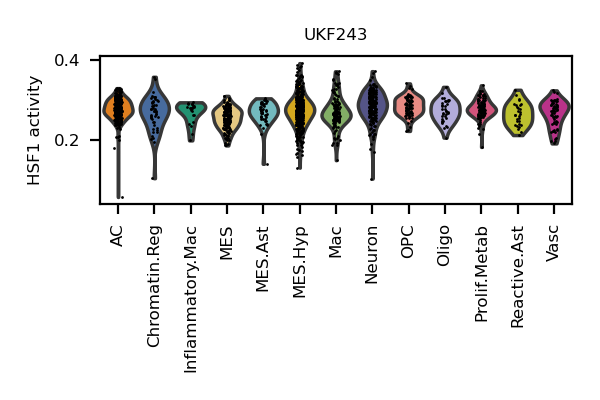 UKF243
HSF1 activity
0.4
0.2
AC
Chromatin.Reg
Inflammatory.Mac
MES
MES.Ast
MES.Hyp
Mac
Neuron
OPC
Oligo
Prolif.Metab
Reactive.Ast
Vasc